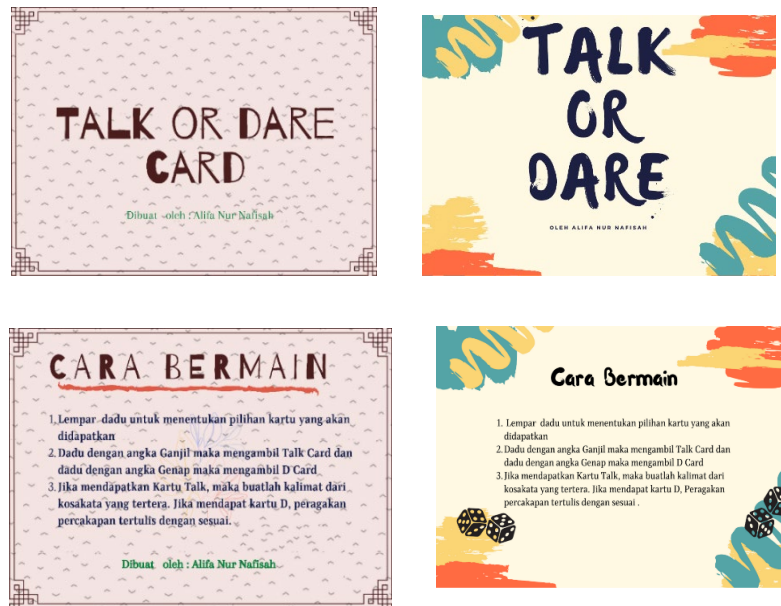 TALK OR DARE
CARD
Dibuat oleh : Alifa Nur Nafisah
TALK
OR
DARE
OLEH ALIFA NUR NAFISAH
CARA BERMAIN
1. Lempar dadu untuk menentukan pilihan kartu yang akan
didapatkan
2. Dadu dengan angka Ganjil maka mengambil Talk Card dan
dadu dengan angka Genap maka mengambil D Card
3. Jika mendapatkan Kartu Talk, maka buatlah kalimat dari
kosakata yang tertera. Jika mendapat kartu D, peragakan
percakapan tertulis dengan sesuai.
Dibuat oleh : Alifa Nur Nafisah
Cara Bermain
1. Lempar dadu untuk menentukan pilihan kartu yang akan
didapatkan
2. Dadu dengan angka Ganjil maka mengambil Talk Card dan
dadu dengan angka Genap maka mengambil D Card
3. Jika mendapatkan Kartu Talk, maka buatlah kalimat dari
kosakata yang tertera. Jika mendapat kartu D, Peragakan
percakapan tertulis dengan sesuai .